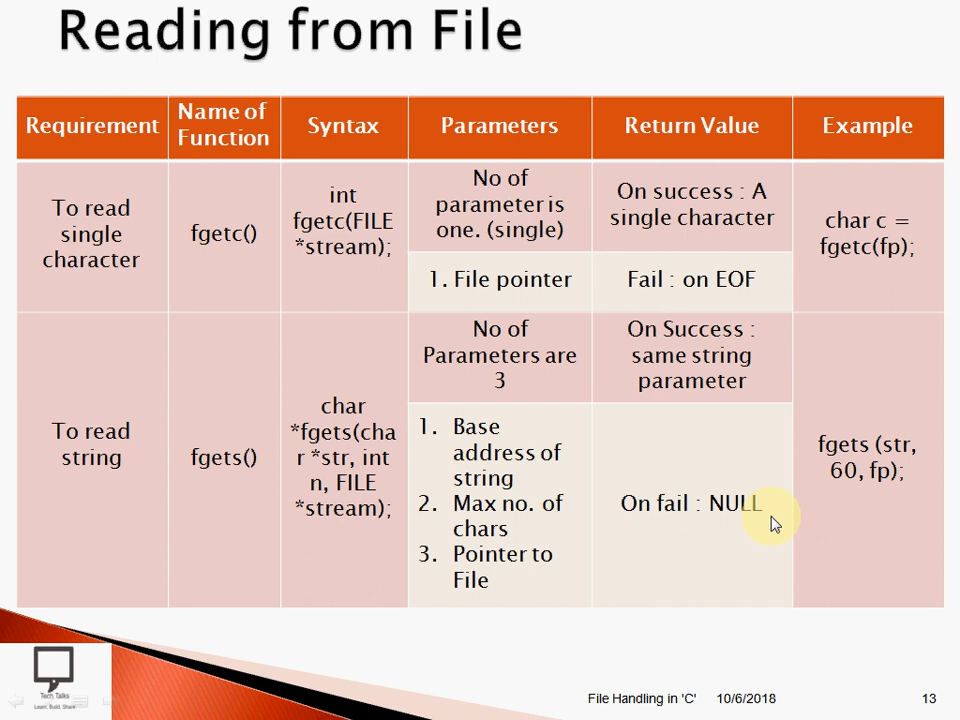 Reading from File
Requirement
Name of
Function
Syntax
Parameters
Return Value
Example
To read
single
character
fgetc()
int
fgetc(FILE
*stream);
No of
parameter is
one. (single)
1. File pointer
On success : A
single character
Fail : on EOF
char c =
fgetc(fp);
To read
string
fgets()
char
*fgets(cha
r *str, int
n, FILE
*stream);
No of
Parameters are
3
1. Base
address of
string
2. Max no. of
chars
3. Pointer to
File
On Success :
same string
parameter
On fail : NULL
fgets (str,
60, fp);
Tech Talks
Learn, Build, Share
File Handling in 'C'
10/6/2018
13